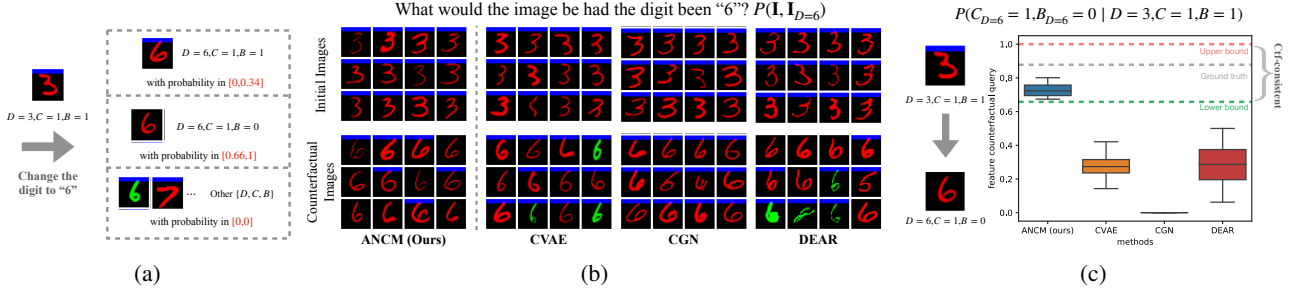 D = 6,C = 1,B = 1
with probability in [0,0.34]
D = 3,C = 1,B = 1
Change the
digit to “6”
D = 6,C = 1,B = 0
with probability in [0.66,1]
... Other {D, C, B}
with probability in [0,0]
(a)
What would the image be had the digit been “6”? P(I, I_{D=6})
Initial Images
Counterfactual
Images
ANCM (Ours) CVAE CGN DEAR
(b)
P(C_{D=6} = 1,B_{D=6} = 0 | D = 3,C = 1,B = 1)
D = 3,C = 1,B = 1
D = 6,C = 1,B = 0
feature counterfactual query
1.0
0.8
0.6
0.4
0.2
0.0
Upper bound
Ground truth
Lower bound
Ctf-consistent
ANCM (ours) CVAE CGN DEAR
methods
(c)